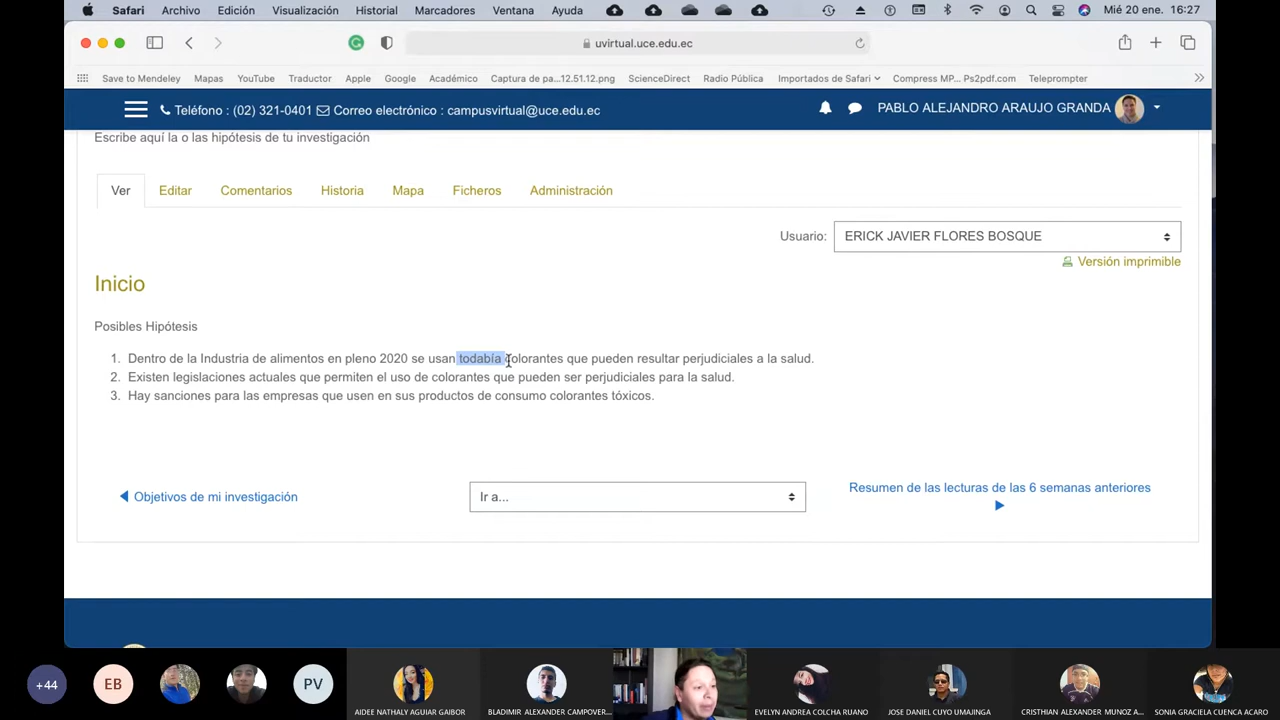 Safari Archivo Edición Visualización Historial Marcadores Ventana Ayuda Mié 20 ene. 16:27
uvirtual.uce.edu.ec
Save to Mendeley Mapas YouTube Traductor Apple Google Académico Captura de pa...12.51.12.png ScienceDirect Radio Pública Importados de Safari Compress MP... Ps2pdf.com Teleprompter
Teléfono : (02) 321-0401 Correo electrónico : campusvirtual@uce.edu.ec PABLO ALEJANDRO ARAUJO GRANDA
Escribe aquí la o las hipótesis de tu investigación
Ver Editar Comentarios Historia Mapa Ficheros Administración
Usuario: ERICK JAVIER FLORES BOSQUE
Versión imprimible
Inicio
Posibles Hipótesis
1. Dentro de la Industria de alimentos en pleno 2020 se usan todabía colorantes que pueden resultar perjudiciales a la salud.
2. Existen legislaciones actuales que permiten el uso de colorantes que pueden ser perjudiciales para la salud.
3. Hay sanciones para las empresas que usen en sus productos de consumo colorantes tóxicos.
Objetivos de mi investigación Ir a... Resumen de las lecturas de las 6 semanas anteriores
+44 EB PV
AIDEE NATHALY AGUIAR GAIBOR BLADIMIR ALEXANDER CAMPOVER... EVELYN ANDREA COLCHA RUANO JOSE DANIEL CUYO UMAJINGA CRISTHIAN ALEXANDER MUÑOZ A... SONIA GRACIELA CUENCA ACARO